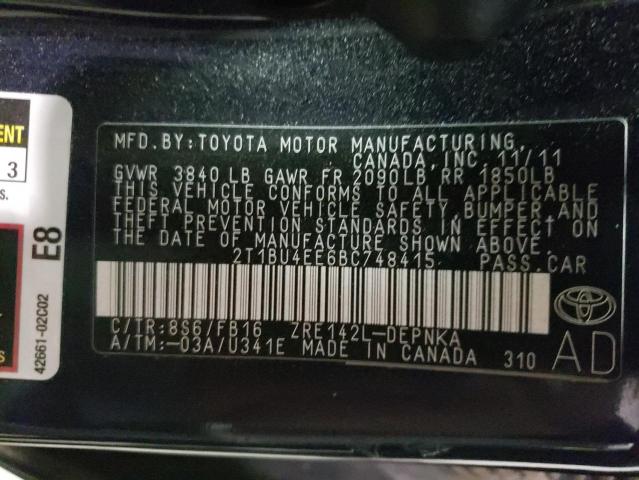 MFD.BY:TOYOTA MOTOR MANUFACTURING,
CANADA,INC. 11/11
GVWR 3840LB GAWR FR 2090LB RR 1850LB
THIS VEHICLE CONFORMS TO ALL APPLICABLE
FEDERAL MOTOR VEHICLE SAFETY,BUMPER,AND
THEFT PREVENTION STANDARDS IN EFFECT ON
THE DATE OF MANUFACTURE SHOWN ABOVE.
2T1BU4EE6BC748415 PASS.CAR
C/TR:8S6/FB16 ZRE142L-DEPNKA
A/TM:-03A/U341E MADE IN CANADA 310
AD
E8
42661-02C02
ENT
3
s.
S